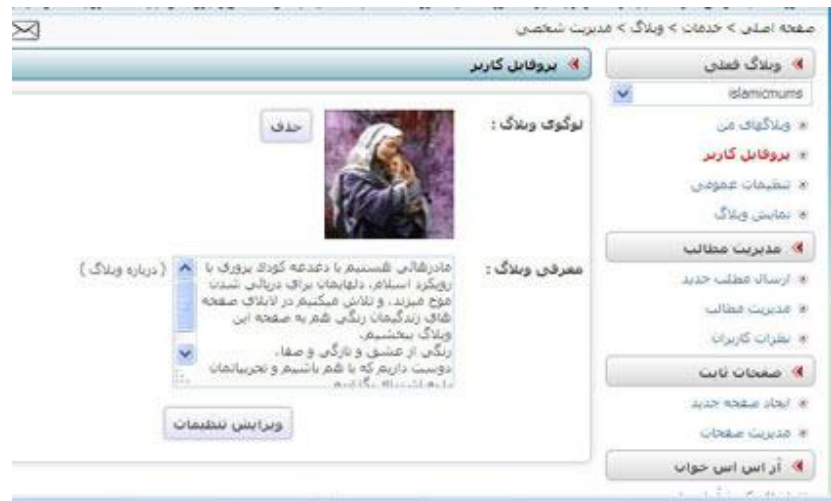 صفحه اصلی > خدمات > وبلاگ > مدیریت شخصی
وبلاگ فعلی
islamicmums
وبلاگهای من
پروفایل کاربر
تنظیمات عمومی
نمایش وبلاگ
مدیریت مطالب
ارسال مطلب جدید
مدیریت مطالب
نظرات کاربران
صفحات ثابت
ایجاد صفحه جدید
مدیریت صفحات
آر اس اس خوان
پروفایل کاربر
لوگوی وبلاگ :
حذف
معرفی وبلاگ :
مادرهائی هستیم با دغدغه کودک پروری با
رویکرد اسلام، دلهایمان برای دریائی شدن
موج میزند، و تلاش میکنیم در لابلای صفحه
های زندگیمان رنگی هم به صفحه این
وبلاگ ببخشیم.
رنگی از عشق و تازگی و صفا.
دوست داریم که با هم باشیم و تجربیاتمان
( درباره وبلاگ )
ویرایش تنظیمات